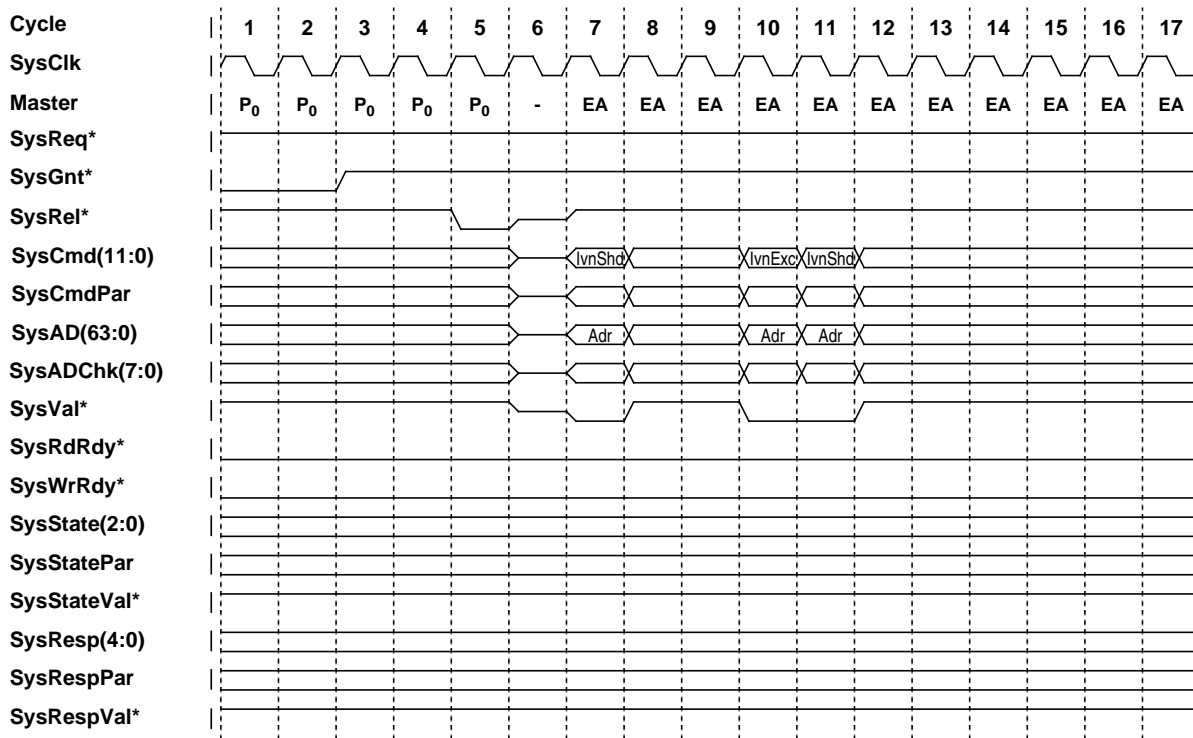 Cycle | 1 2 3 4 5 6 7 8 9 10 11 12 13 14 15 16 17
SysClk |
Master | P0 P0 P0 P0 P0 - EA EA EA EA EA EA EA EA EA EA EA
SysReq* |
SysGnt* |
SysRel* |
SysCmd(11:0) | IvnShd IvnExc IvnShd
SysCmdPar |
SysAD(63:0) | Adr Adr Adr
SysADChk(7:0) |
SysVal* |
SysRdRdy* |
SysWrRdy* |
SysState(2:0) |
SysStatePar |
SysStateVal* |
SysResp(4:0) |
SysRespPar |
SysRespVal* |